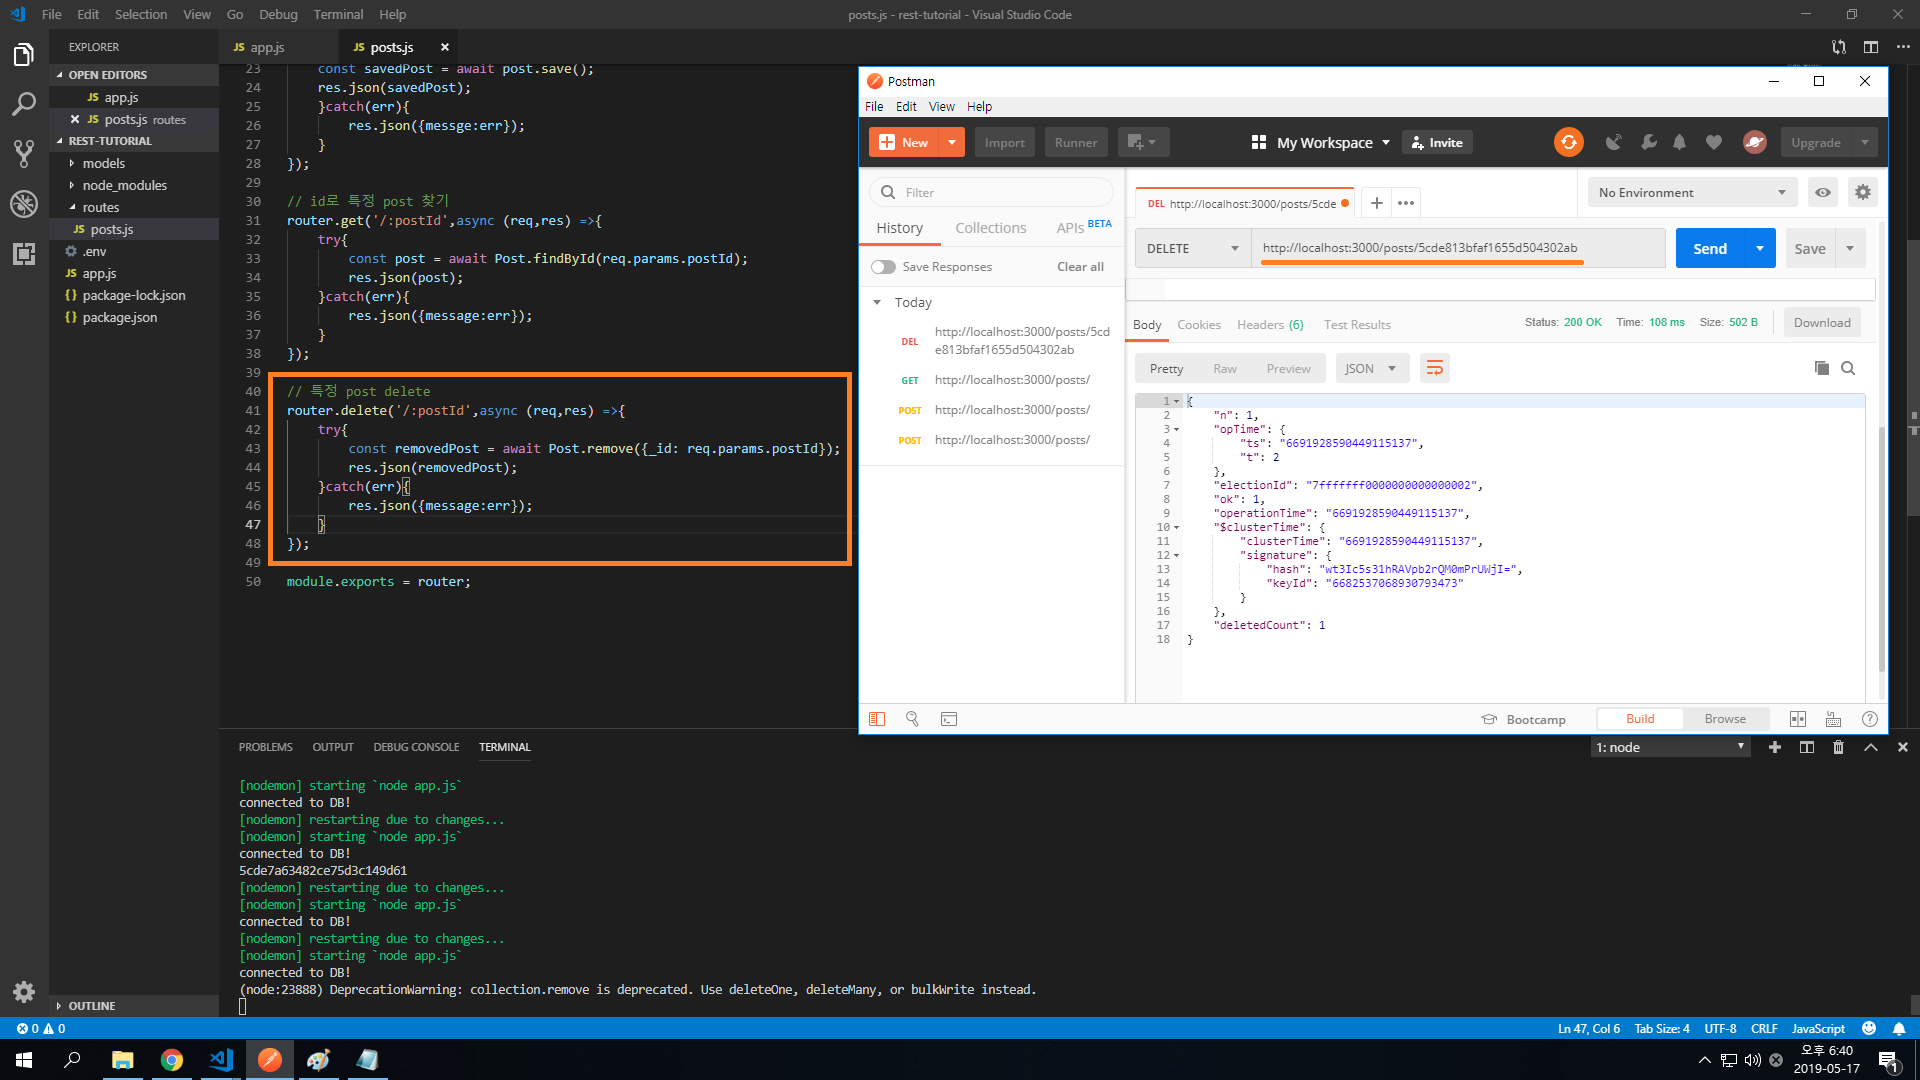 File Edit Selection View Go Debug Terminal Help
posts.js - rest-tutorial - Visual Studio Code
EXPLORER
OPEN EDITORS
JS app.js
JS posts.js routes
REST-TUTORIAL
models
node_modules
routes
JS posts.js
.env
JS app.js
{} package-lock.json
{} package.json
OUTLINE
JS app.js
JS posts.js
23 const savedPost = await post.save();
24 res.json(savedPost);
25 }catch(err){
26 res.json({messge:err});
27 }
28 });
29
30 // id로 특정 post 찾기
31 router.get('/:postId',async (req,res) =>{
32 try{
33 const post = await Post.findById(req.params.postId);
34 res.json(post);
35 }catch(err){
36 res.json({message:err});
37 }
38 });
39
40 // 특정 post delete
41 router.delete('/:postId',async (req,res) =>{
42 try{
43 const removedPost = await Post.remove({_id: req.params.postId});
44 res.json(removedPost);
45 }catch(err){
46 res.json({message:err});
47 }
48 });
49
50 module.exports = router;
Postman
File Edit View Help
New
Import
Runner
My Workspace
Invite
Upgrade
Filter
History
Collections
APIs BETA
Save Responses
Clear all
Today
DEL http://localhost:3000/posts/5cd
e813bfaf1655d504302ab
GET http://localhost:3000/posts/
POST http://localhost:3000/posts/
POST http://localhost:3000/posts/
DEL http://localhost:3000/posts/5cde
No Environment
DELETE
http://localhost:3000/posts/5cde813bfaf1655d504302ab
Send
Save
Body Cookies Headers (6) Test Results
Status: 200 OK Time: 108 ms Size: 502 B
Download
Pretty Raw Preview
JSON
1 {
2 "n": 1,
3 "opTime": {
4 "ts": "6691928590449115137",
5 "t": 2
6 },
7 "electionId": "7fffffff0000000000000002",
8 "ok": 1,
9 "operationTime": "6691928590449115137",
10 "$clusterTime": {
11 "clusterTime": "6691928590449115137",
12 "signature": {
13 "hash": "wt3Ic5s31hRAVpb2rQM0mPrUWjI=",
14 "keyId": "6682537068930793473"
15 }
16 },
17 "deletedCount": 1
18 }
Bootcamp
Build
Browse
PROBLEMS OUTPUT DEBUG CONSOLE TERMINAL
1: node
[nodemon] starting `node app.js`
connected to DB!
[nodemon] restarting due to changes...
[nodemon] starting `node app.js`
connected to DB!
5cde7a63482ce75d3c149d61
[nodemon] restarting due to changes...
[nodemon] starting `node app.js`
connected to DB!
[nodemon] restarting due to changes...
[nodemon] starting `node app.js`
connected to DB!
(node:23888) DeprecationWarning: collection.remove is deprecated. Use deleteOne, deleteMany, or bulkWrite instead.
0 0
Ln 47, Col 6 Tab Size: 4 UTF-8 CRLF JavaScript
오후 6:40
2019-05-17
1